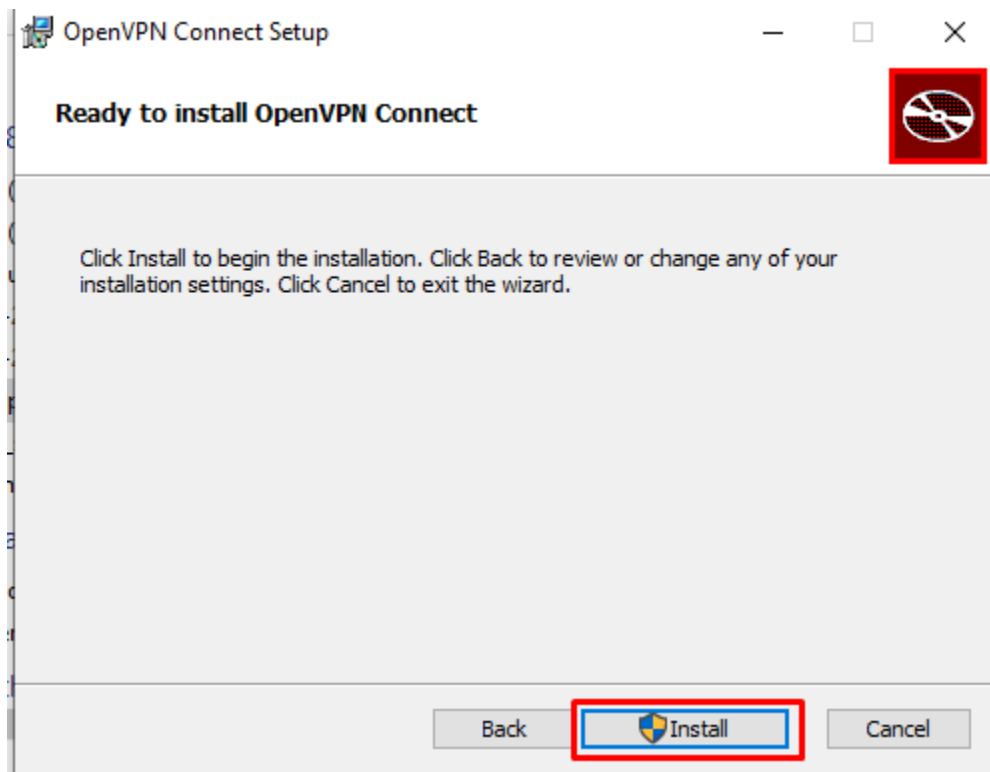 OpenVPN Connect Setup
Ready to install OpenVPN Connect
Click Install to begin the installation. Click Back to review or change any of your
installation settings. Click Cancel to exit the wizard.
Back
Install
Cancel